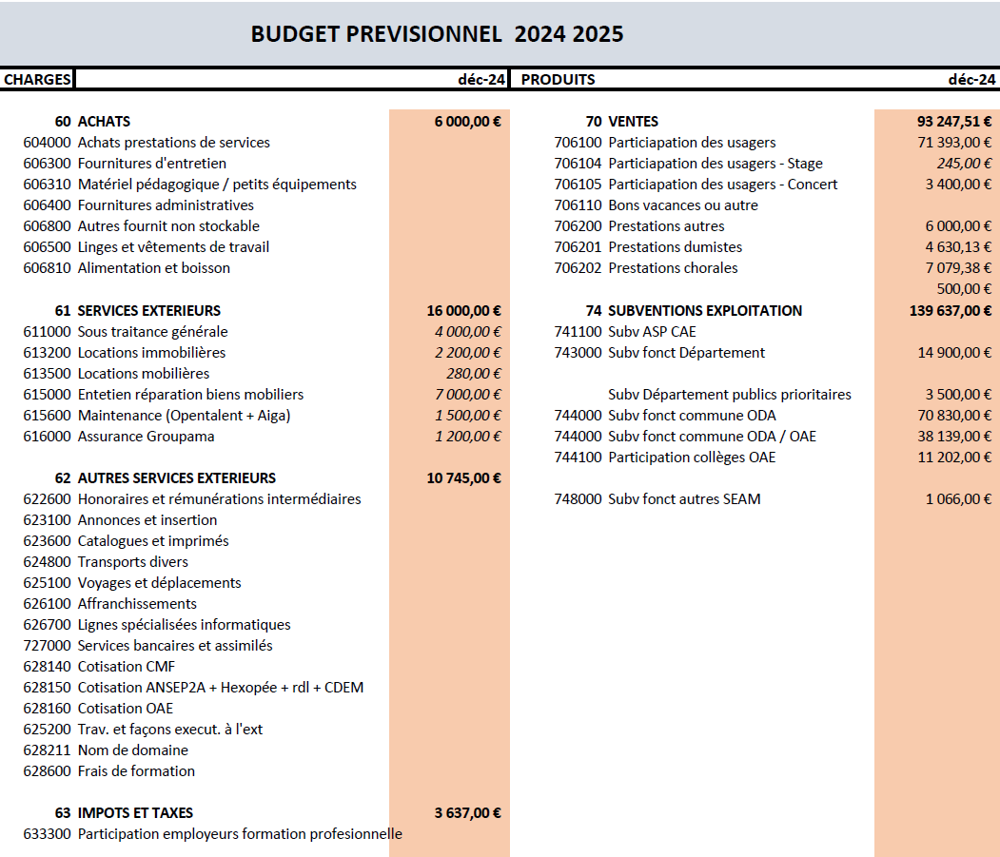 BUDGET PREVISIONNEL 2024 2025
CHARGES déc-24 PRODUITS déc-24
60 ACHATS 6 000,00 €
604000 Achats prestations de services
606300 Fournitures d'entretien
606310 Matériel pédagogique / petits équipements
606400 Fournitures administratives
606800 Autres fournit non stockable
606500 Linges et vêtements de travail
606810 Alimentation et boisson
61 SERVICES EXTERIEURS 16 000,00 €
611000 Sous traitance générale 4 000,00 €
613200 Locations immobilières 2 200,00 €
613500 Locations mobilières 280,00 €
615000 Entetien réparation biens mobiliers 7 000,00 €
615600 Maintenance (Opentalent + Aiga) 1 500,00 €
616000 Assurance Groupama 1 200,00 €
62 AUTRES SERVICES EXTERIEURS 10 745,00 €
622600 Honoraires et rémunérations intermédiaires
623100 Annonces et insertion
623600 Catalogues et imprimés
624800 Transports divers
625100 Voyages et déplacements
626100 Affranchissements
626700 Lignes spécialisées informatiques
727000 Services bancaires et assimilés
628140 Cotisation CMF
628150 Cotisation ANSEP2A + Hexopée + rdl + CDEM
628160 Cotisation OAE
625200 Trav. et façons execut. à l'ext
628211 Nom de domaine
628600 Frais de formation
63 IMPOTS ET TAXES 3 637,00 €
633300 Participation employeurs formation profesionnelle
70 VENTES 93 247,51 €
706100 Particiapation des usagers 71 393,00 €
706104 Particiapation des usagers - Stage 245,00 €
706105 Particiapation des usagers - Concert 3 400,00 €
706110 Bons vacances ou autre
706200 Prestations autres 6 000,00 €
706201 Prestations dumistes 4 630,13 €
706202 Prestations chorales 7 079,38 €
500,00 €
74 SUBVENTIONS EXPLOITATION 139 637,00 €
741100 Subv ASP CAE
743000 Subv fonct Département 14 900,00 €
Subv Département publics prioritaires 3 500,00 €
744000 Subv fonct commune ODA 70 830,00 €
744000 Subv fonct commune ODA / OAE 38 139,00 €
744100 Participation collèges OAE 11 202,00 €
748000 Subv fonct autres SEAM 1 066,00 €